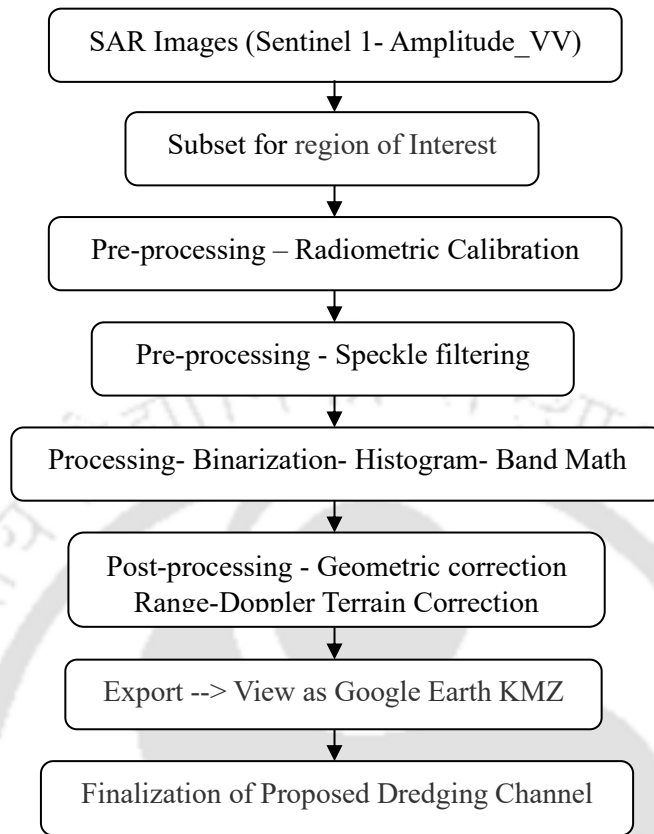 SAR Images (Sentinel 1- Amplitude_VV)
Subset for region of Interest
Pre-processing – Radiometric Calibration
Pre-processing - Speckle filtering
Processing- Binarization- Histogram- Band Math
Post-processing - Geometric correction
Range-Doppler Terrain Correction
Export --> View as Google Earth KMZ
Finalization of Proposed Dredging Channel